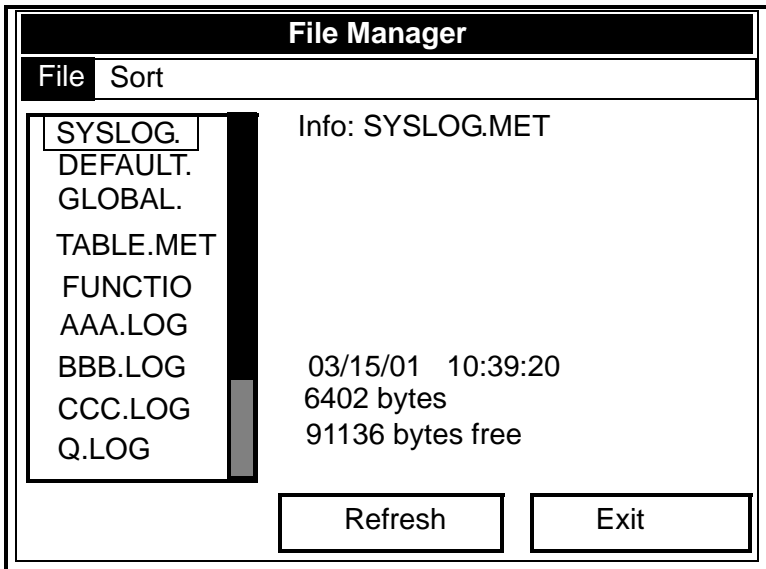 File Manager
File Sort
SYSLOG.
DEFAULT.
GLOBAL.
TABLE.MET
FUNCTIO
AAA.LOG
BBB.LOG
CCC.LOG
Q.LOG
Info: SYSLOG.MET
03/15/01 10:39:20
6402 bytes
91136 bytes free
Refresh Exit